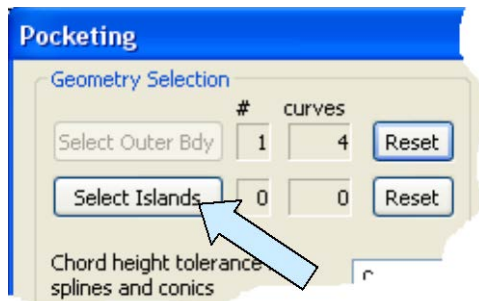 Pocketing
Geometry Selection
# curves
Select Outer Bdy 1 4 Reset
Select Islands 0 0 Reset
Chord height tolerance
splines and conics